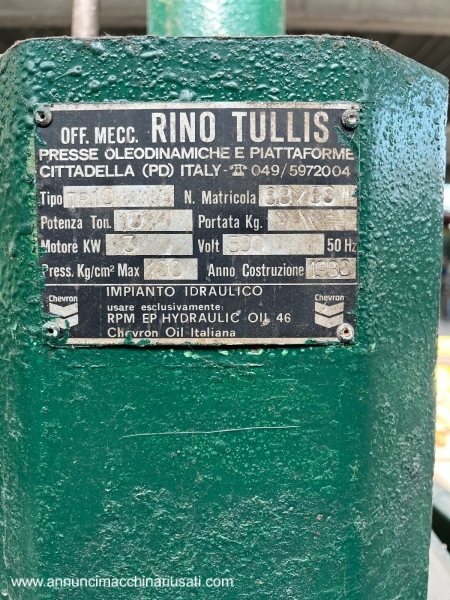 OFF. MECC. RINO TULLIS
PRESSE OLEODINAMICHE E PIATTAFORME
CITTADELLA (PD) ITALY - ☎ 049/5972004
Tipo N. Matricola
Potenza Ton. Portata Kg.
Motore KW Volt 50 Hz
Press. Kg/cm² Max Anno Costruzione 1988
IMPIANTO IDRAULICO
Chevron usare esclusivamente: Chevron
RPM EP HYDRAULIC OIL 46
Chevron Oil Italiana
www.annuncimacchinariusati.com